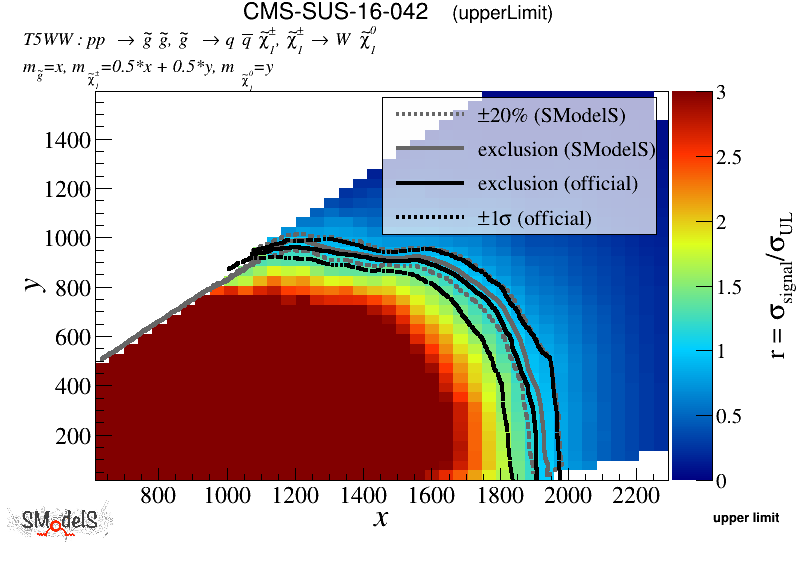 CMS-SUS-16-042 (upperLimit)
T5WW : pp → g̃ g̃, g̃ → q q̅ χ̃₁±, χ̃₁± → W χ̃₁⁰
m_g̃=x, m_χ̃₁±=0.5*x + 0.5*y, m_χ̃₁⁰=y
±20% (SModelS)
exclusion (SModelS)
exclusion (official)
±1σ (official)
1400
1200
1000
800
600
400
200
y
800 1000 1200 1400 1600 1800 2000 2200
x
3
2.5
2
1.5
1
0.5
0
r = σ_signal/σ_UL
SModelS
upper limit